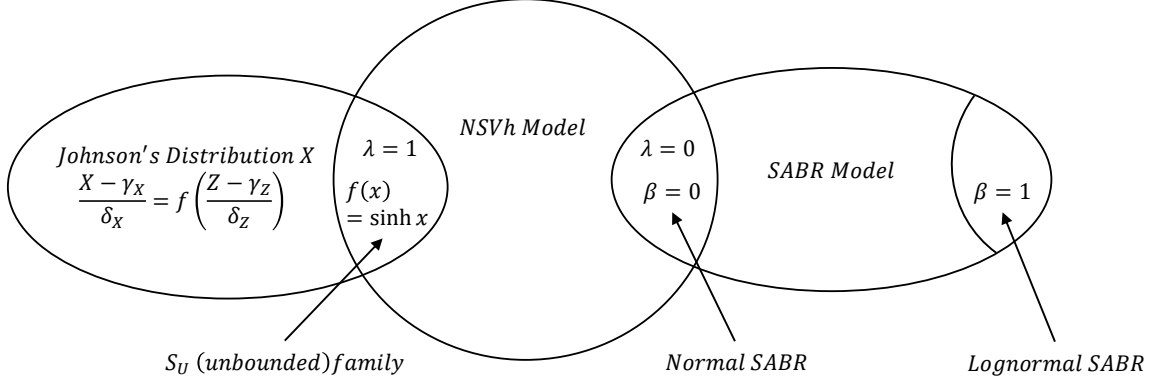 NSVh Model
Johnson's Distribution X
(X − γ_X)/δ_X = f((Z − γ_Z)/δ_Z)
λ = 1
f(x)
= sinh x
λ = 0
β = 0
SABR Model
β = 1
S_U (unbounded)family
Normal SABR
Lognormal SABR